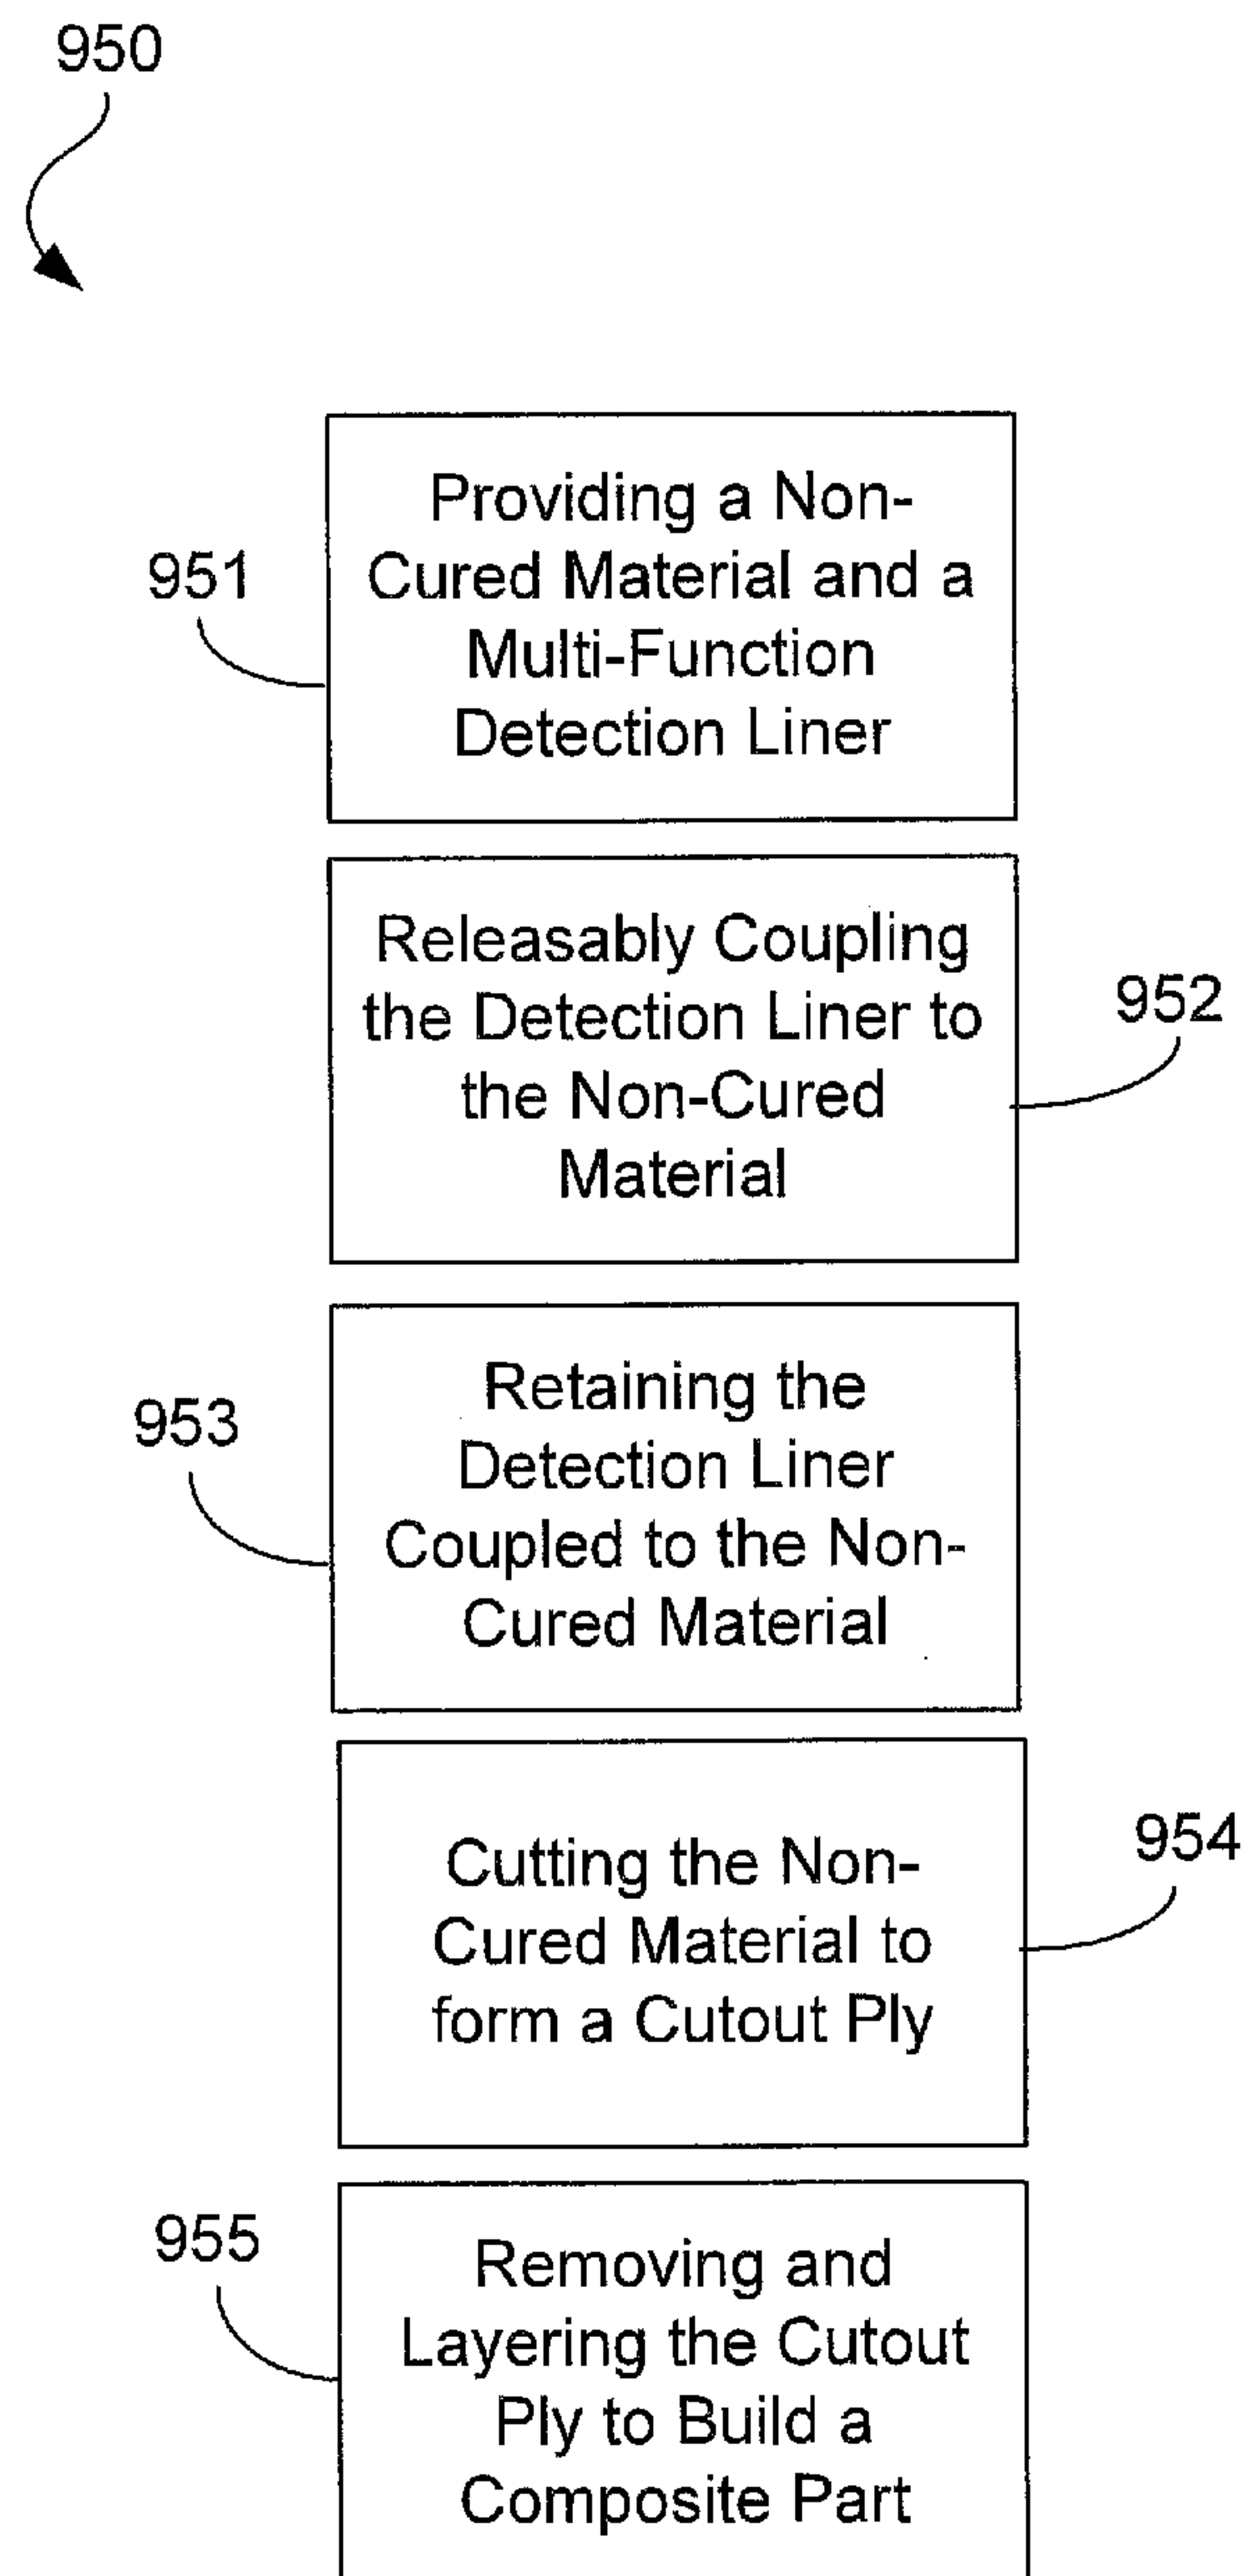 950
Providing a Non-
Cured Material and a
Multi-Function
Detection Liner
951
Releasably Coupling
the Detection Liner to
the Non-Cured
Material
952
Retaining the
Detection Liner
Coupled to the Non-
Cured Material
953
Cutting the Non-
Cured Material to
form a Cutout Ply
954
Removing and
Layering the Cutout
Ply to Build a
Composite Part
955